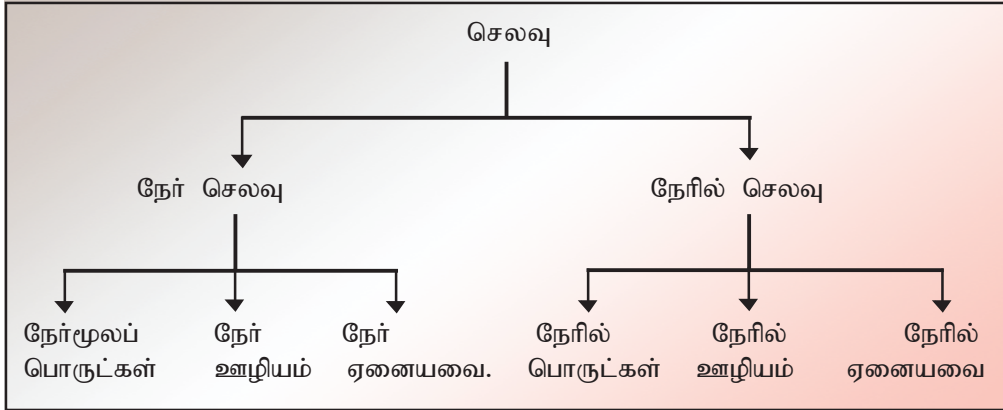 செலவு
நேர் செலவு
நேரில் செலவு
நேர்மூலப்
பொருட்கள்
நேர்
ஊழியம்
நேர்
ஏனையவை.
நேரில்
பொருட்கள்
நேரில்
ஊழியம்
நேரில்
ஏனையவை